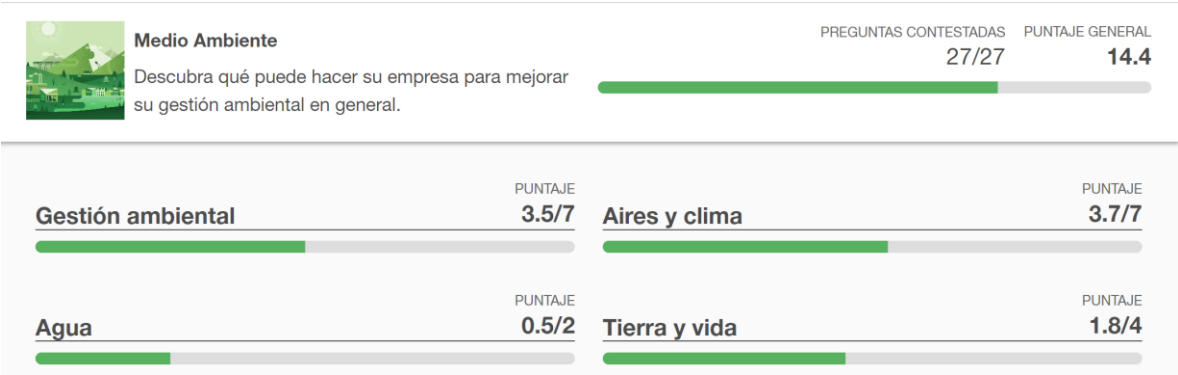 Medio Ambiente
Descubra qué puede hacer su empresa para mejorar
su gestión ambiental en general.
PREGUNTAS CONTESTADAS
27/27
PUNTAJE GENERAL
14.4
PUNTAJE
Gestión ambiental 3.5/7
PUNTAJE
Aires y clima 3.7/7
PUNTAJE
Agua 0.5/2
PUNTAJE
Tierra y vida 1.8/4